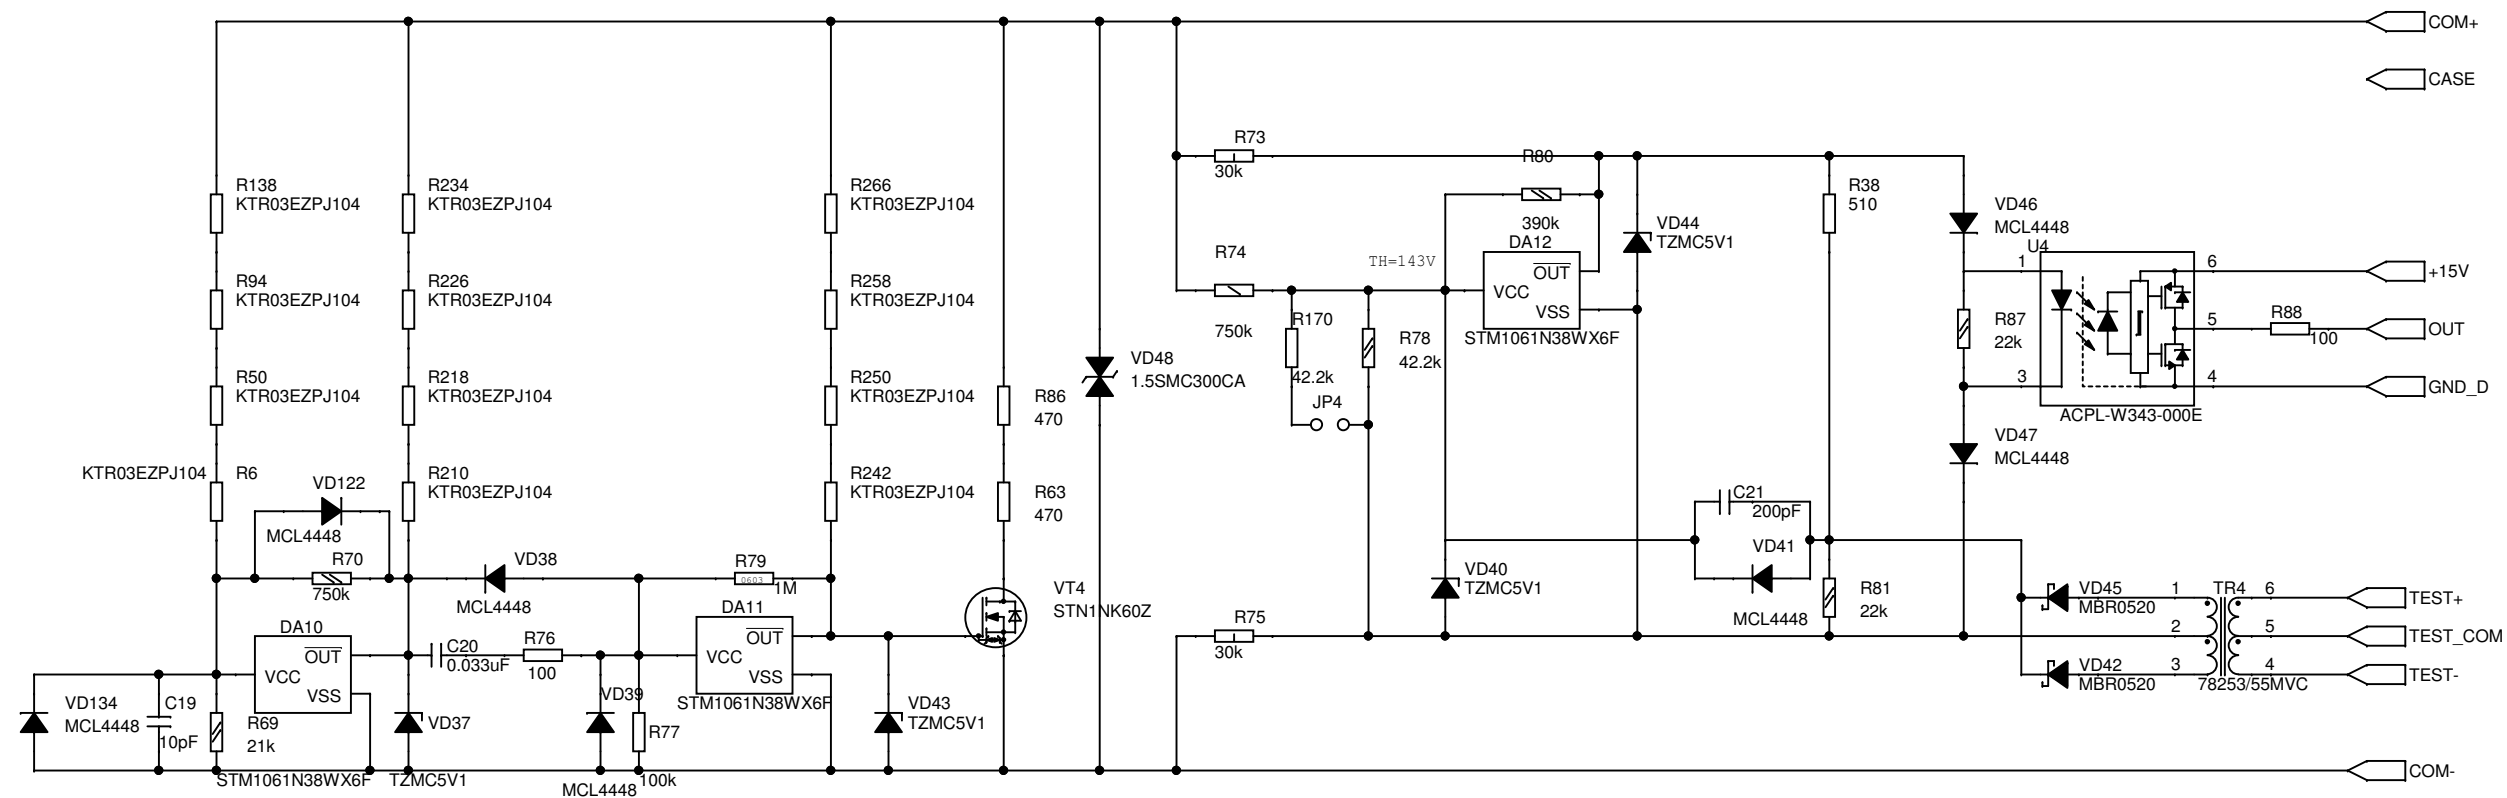 COM+
CASE
R73
30k
R80
390k
R138
KTR03EZPJ104
R234
KTR03EZPJ104
R266
KTR03EZPJ104
R38
510
VD46
MCL4448
VD44
TZMC5V1
R74
750k
TH=143V
DA12
OUT
VCC
VSS
STM1061N38WX6F
U4
1
6
+15V
R94
KTR03EZPJ104
R226
KTR03EZPJ104
R258
KTR03EZPJ104
R170
42.2k
R78
42.2k
JP4
R87
22k
5
R88
100
OUT
3
4
GND_D
ACPL-W343-000E
VD48
1.5SMC300CA
R50
KTR03EZPJ104
R218
KTR03EZPJ104
R250
KTR03EZPJ104
R86
470
VD47
MCL4448
KTR03EZPJ104
R6
VD122
MCL4448
R210
KTR03EZPJ104
R242
KTR03EZPJ104
R63
470
C21
200pF
VD41
MCL4448
R70
750k
VD38
MCL4448
R79
0603
1M
VT4
STN1NK60Z
VD40
TZMC5V1
R81
22k
VD45
MBR0520
1
TR4
6
TEST+
DA10
OUT
VCC
VSS
STM1061N38WX6F
C20
0.033uF
R76
100
DA11
OUT
VCC
VSS
STM1061N38WX6F
R75
30k
2
5
TEST_COM
VD42
MBR0520
3
4
TEST-
78253/55MVC
VD134
MCL4448
C19
10pF
R69
21k
VD37
TZMC5V1
VD39
MCL4448
R77
100k
VD43
TZMC5V1
COM-